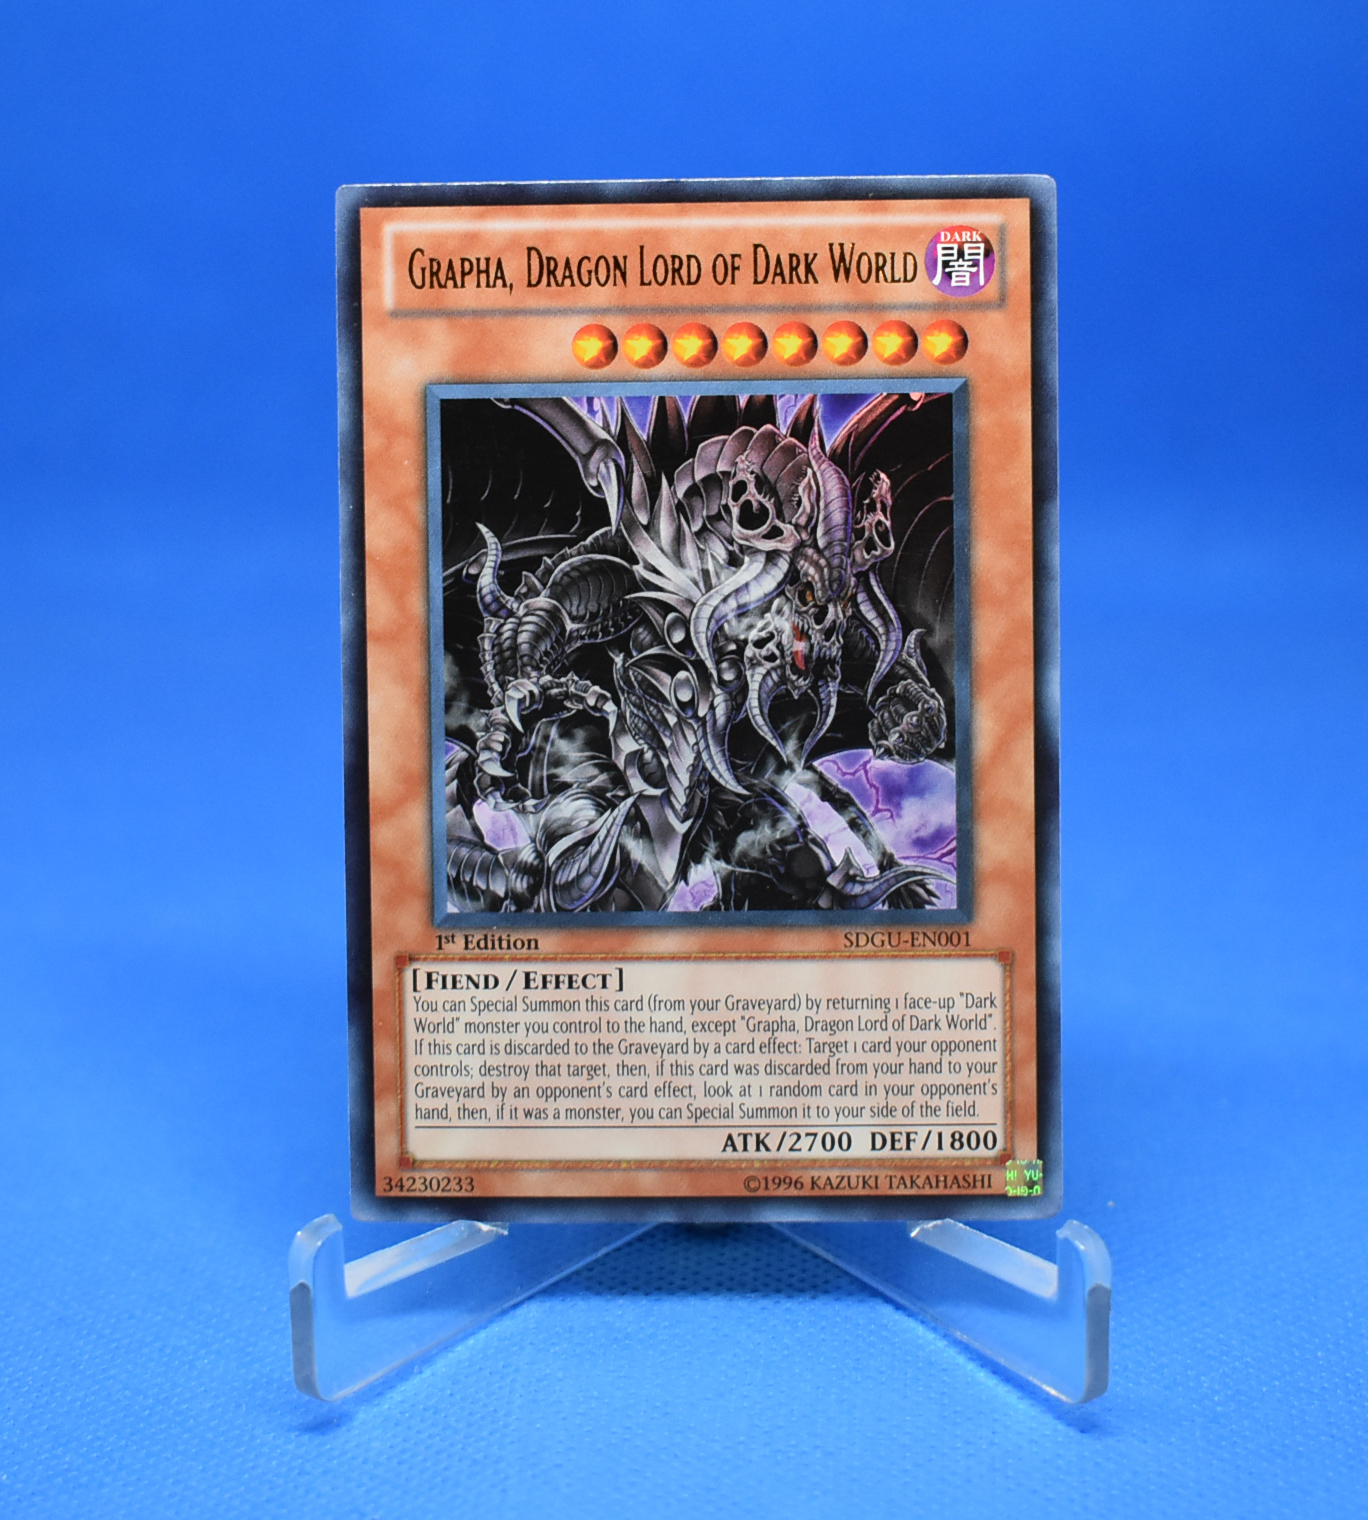 GRAPHA, DRAGON LORD OF DARK WORLD
DARK
闇
1st Edition
SDGU-EN001
[FIEND/EFFECT]
You can Special Summon this card (from your Graveyard) by returning 1 face-up "Dark
World" monster you control to the hand, except "Grapha, Dragon Lord of Dark World".
If this card is discarded to the Graveyard by a card effect: Target 1 card your opponent
controls; destroy that target, then, if this card was discarded from your hand to your
Graveyard by an opponent's card effect, look at 1 random card in your opponent's
hand, then, if it was a monster, you can Special Summon it to your side of the field.
ATK/2700 DEF/1800
34230233
©1996 KAZUKI TAKAHASHI